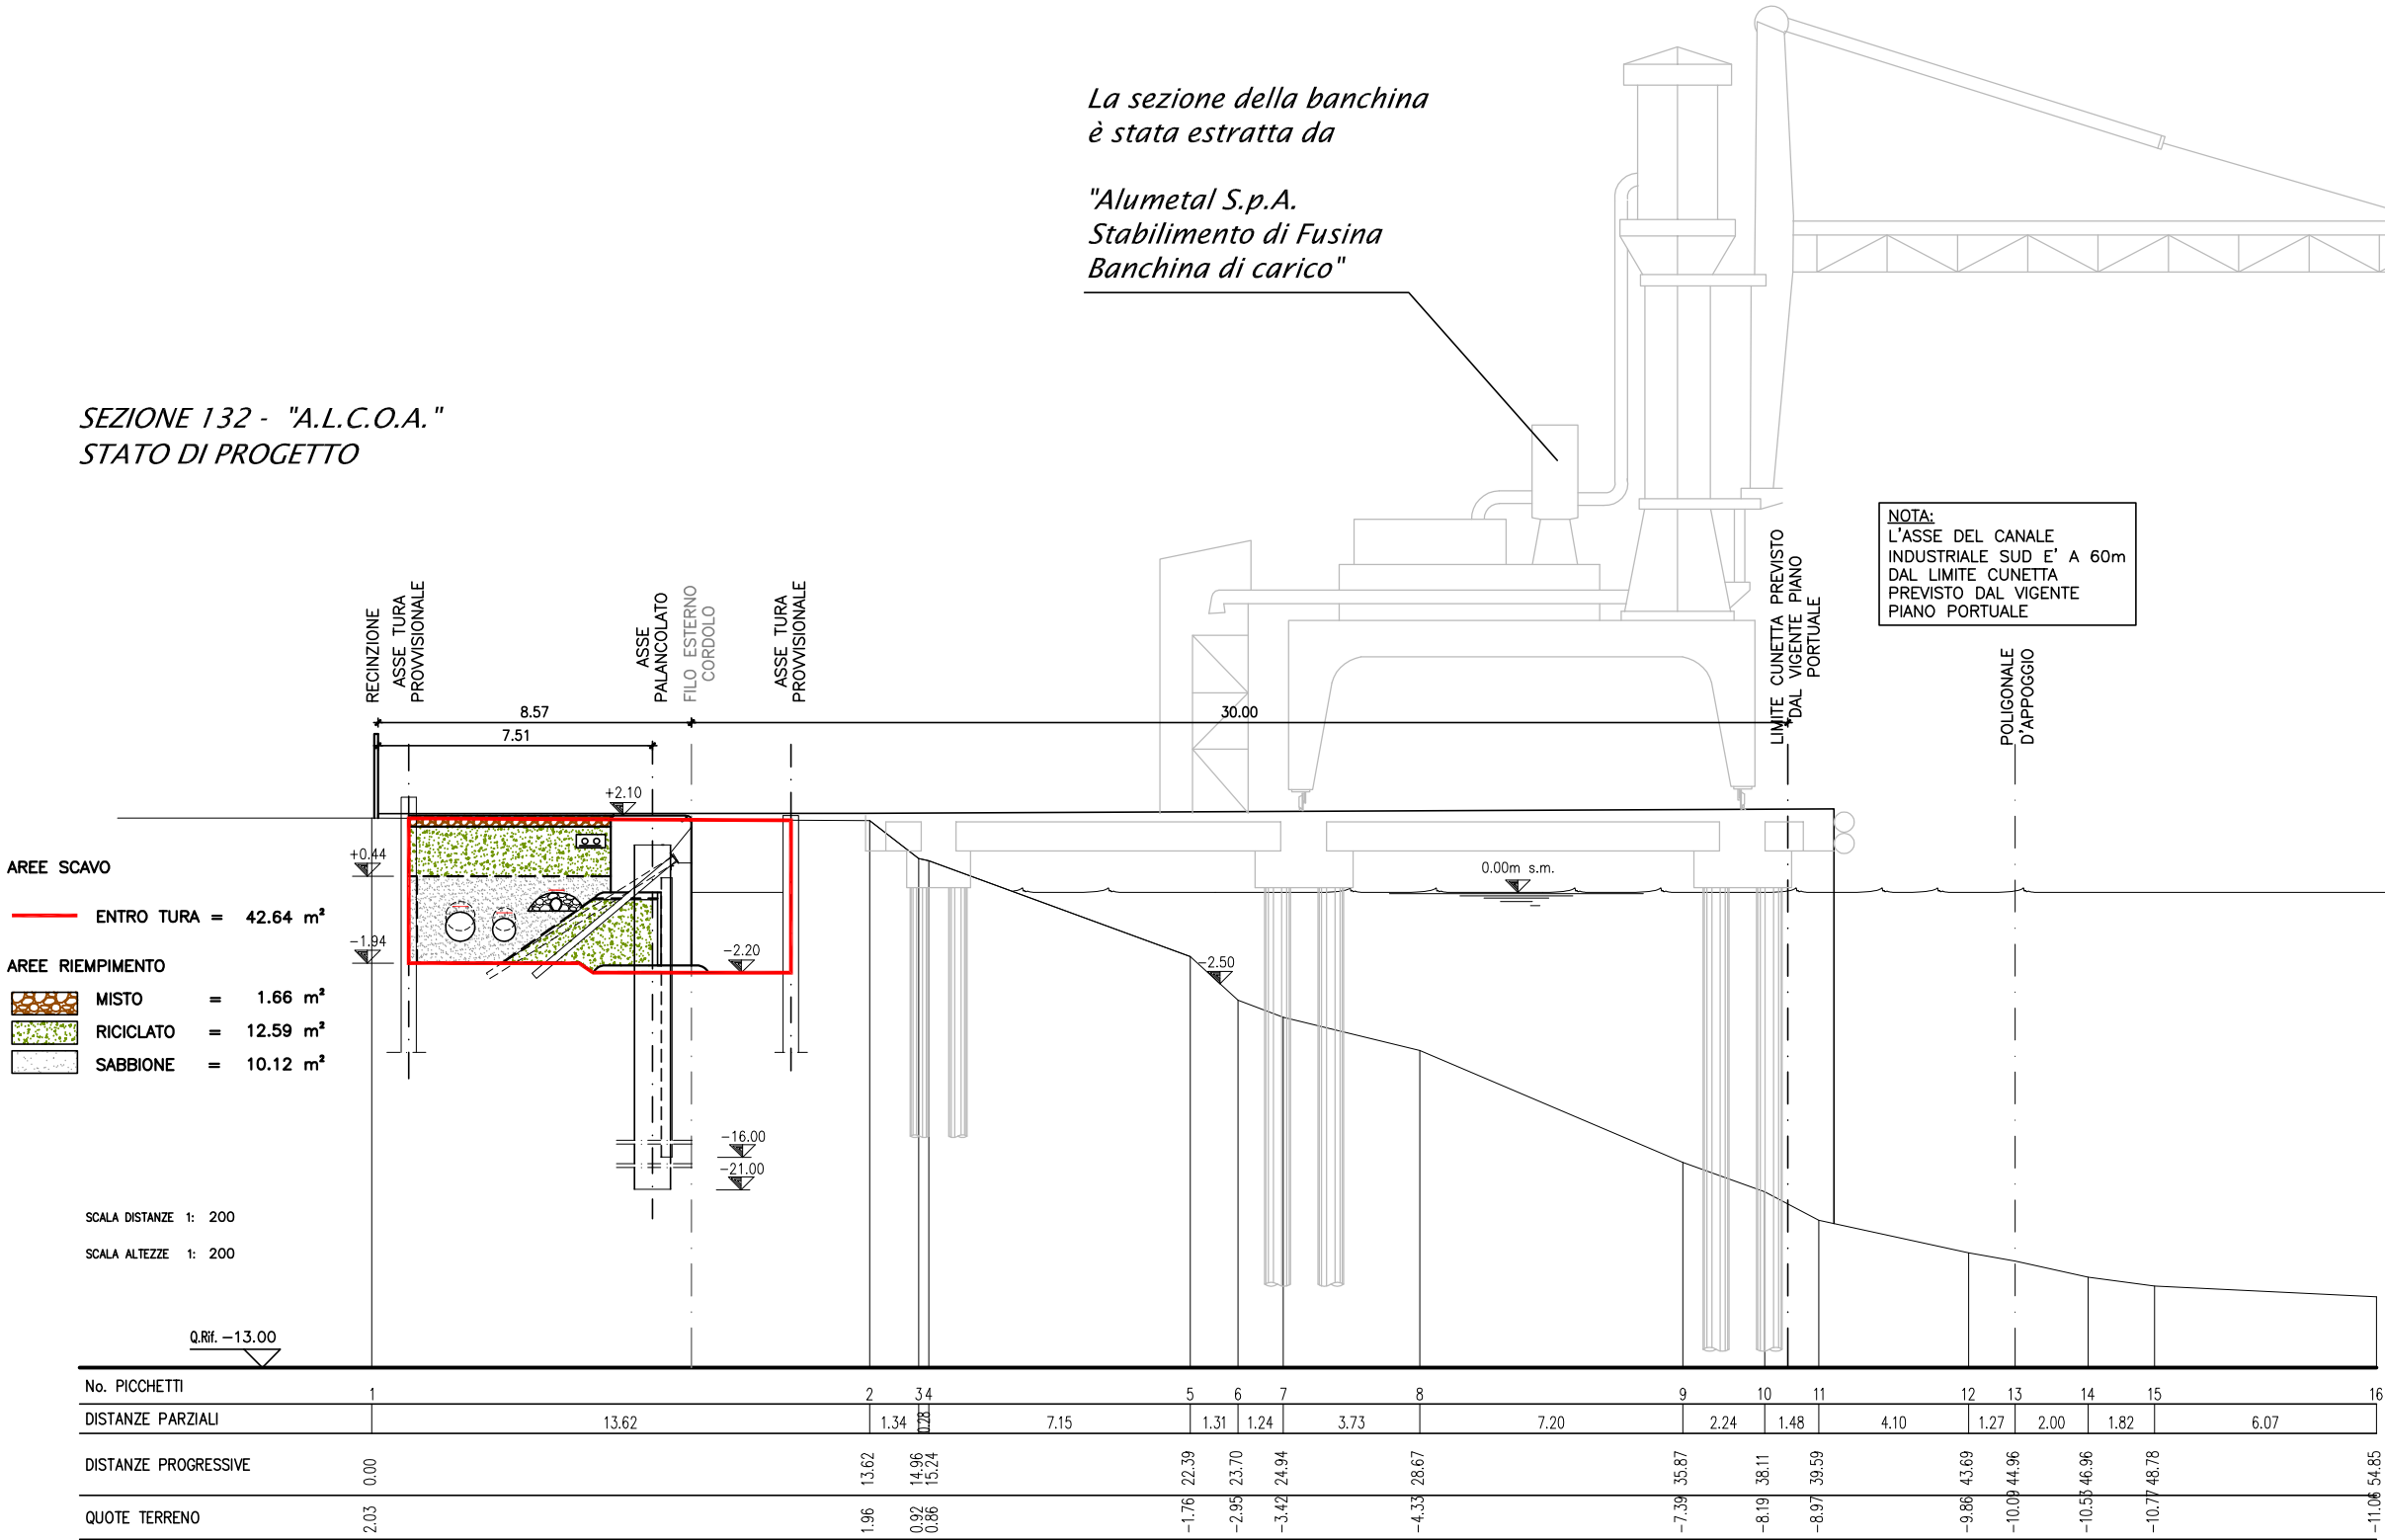 La sezione della banchina
è stata estratta da
"Alumetal S.p.A.
Stabilimento di Fusina
Banchina di carico"
SEZIONE 132 - "A.L.C.O.A."
STATO DI PROGETTO
NOTA:
L'ASSE DEL CANALE
INDUSTRIALE SUD E' A 60m
DAL LIMITE CUNETTA
PREVISTO DAL VIGENTE
PIANO PORTUALE
RECINZIONE
ASSE TURA
PROVVISIONALE
ASSE
PALANCOLATO
FILO ESTERNO
CORDOLO
ASSE TURA
PROVVISIONALE
LIMITE CUNETTA PREVISTO
DAL VIGENTE PIANO
PORTUALE
POLIGONALE
D'APPOGGIO
8.57
30.00
7.51
+2.10
+0.44
-1.94
-2.20
0.00m s.m.
-2.50
-16.00
-21.00
AREE SCAVO
ENTRO TURA = 42.64 m²
AREE RIEMPIMENTO
MISTO = 1.66 m²
RICICLATO = 12.59 m²
SABBIONE = 10.12 m²
SCALA DISTANZE 1: 200
SCALA ALTEZZE 1: 200
Q.Rif. -13.00
No. PICCHETTI 1 2 3 4 5 6 7 8 9 10 11 12 13 14 15 16
DISTANZE PARZIALI 13.62 1.34 0.28 7.15 1.31 1.24 3.73 7.20 2.24 1.48 4.10 1.27 2.00 1.82 6.07
DISTANZE PROGRESSIVE 0.00 13.62 14.96 15.24 22.39 23.70 24.94 28.67 35.87 38.11 39.59 43.69 44.96 46.96 48.78 54.85
QUOTE TERRENO 2.03 1.96 0.92 0.86 -1.76 -2.95 -3.42 -4.33 -7.39 -8.19 -8.97 -9.86 -10.09 -10.53 -10.77 -11.06